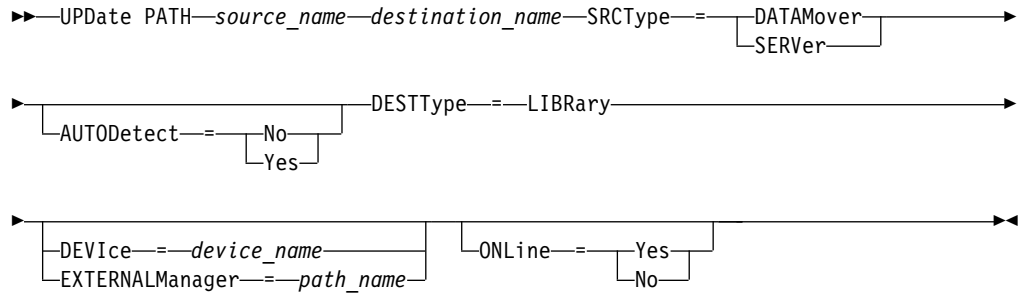 UPDate PATH source_name destination_name SRCType = DATAMover
SERVer
DESTType = LIBRary
AUTODetect = No
Yes
DEVIce = device_name
EXTERNALManager = path_name
ONLine = Yes
No